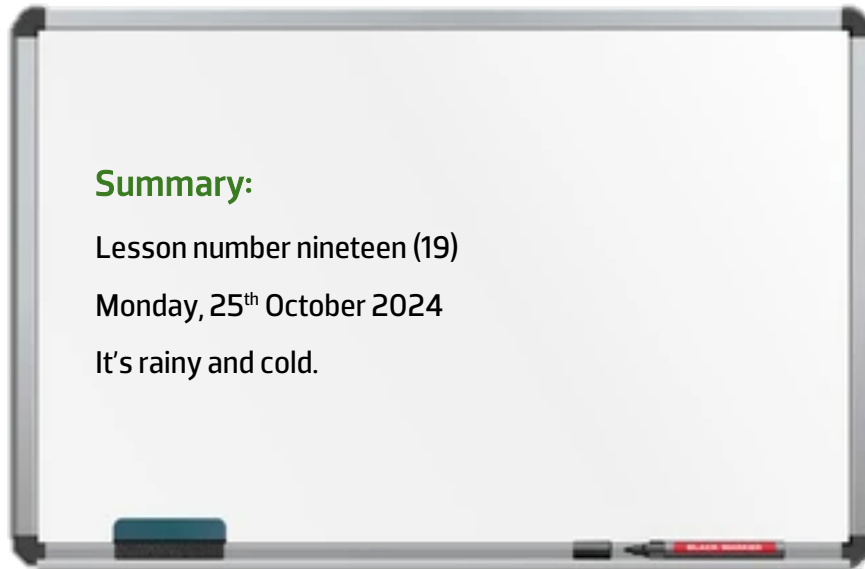 Summary:
Lesson number nineteen (19)
Monday, 25th October 2024
It's rainy and cold.